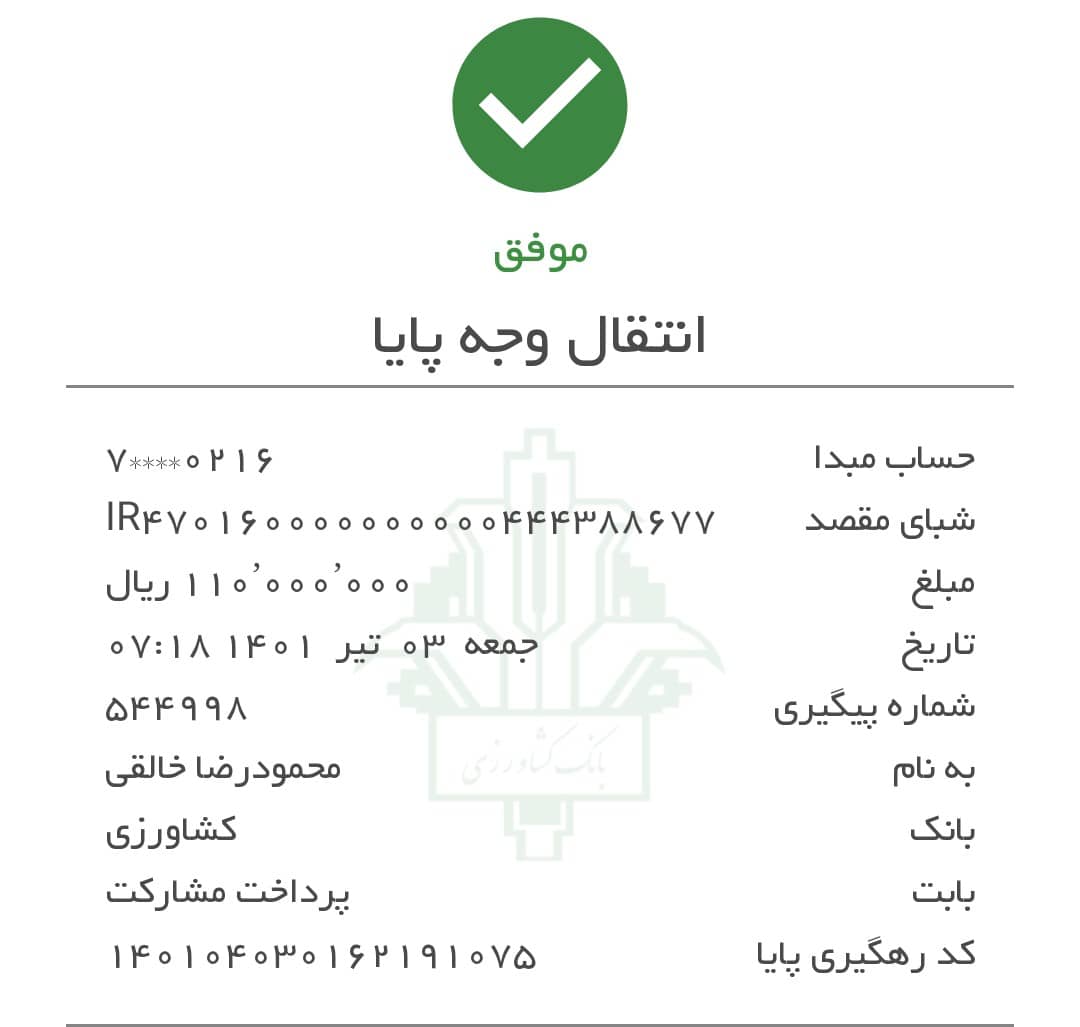 موفق
انتقال وجه پایا
حساب مبدا ۷****۰۲۱۶
شبای مقصد IR۴۷۰۱۶۰۰۰۰۰۰۰۰۰۰۴۴۴۳۸۸۶۷۷
مبلغ ۱۱۰٬۰۰۰٬۰۰۰ ریال
تاریخ جمعه ۰۳ تیر ۱۴۰۱ ۰۷:۱۸
شماره پیگیری ۵۴۴۹۹۸
به نام محمودرضا خالقی
بانک کشاورزی
بابت پرداخت مشارکت
کد رهگیری پایا ۱۴۰۱۰۴۰۳۰۱۶۲۱۹۱۰۷۵
بانک کشاورزی